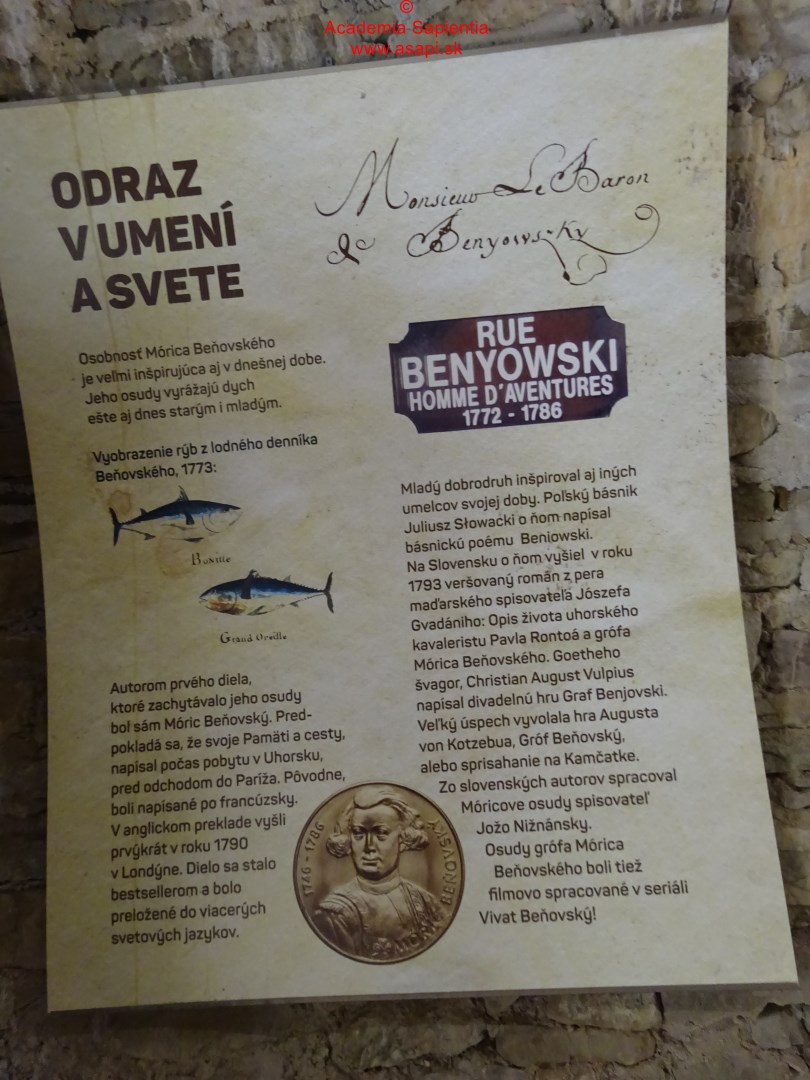 ©
Academia Sapientia
www.asapi.sk
ODRAZ
V UMENÍ
A SVETE
Monsieur Le Baron
de Benyowszky
Osobnosť Mórica Beňovského
je veľmi inšpirujúca aj v dnešnej dobe.
Jeho osudy vyrážajú dych
ešte aj dnes starým i mladým.
Vyobrazenie rýb z lodného denníka
Beňovského, 1773:
Bonitte
Grand Oreille
Autorom prvého diela,
ktoré zachytávalo jeho osudy
bol sám Móric Beňovský. Pred-
pokladá sa, že svoje Pamäti a cesty,
napísal počas pobytu v Uhorsku,
pred odchodom do Paríža. Pôvodne,
boli napísané po francúzsky.
V anglickom preklade vyšli
prvýkrát v roku 1790
v Londýne. Dielo sa stalo
bestsellerom a bolo
preložené do viacerých
svetových jazykov.
RUE
BENYOWSKI
HOMME D'AVENTURES
1772 - 1786
Mladý dobrodruh inšpiroval aj iných
umelcov svojej doby. Poľský básnik
Juliusz Słowacki o ňom napísal
básnickú poému Beniowski.
Na Slovensku o ňom vyšiel v roku
1793 veršovaný román z pera
maďarského spisovateľa Jószefa
Gvadániho: Opis života uhorského
kavaleristu Pavla Rontoá a grófa
Mórica Beňovského. Goetheho
švagor, Christian August Vulpius
napísal divadelnú hru Graf Benjovski.
Veľký úspech vyvolala hra Augusta
von Kotzebua, Gróf Beňovský,
alebo sprisahanie na Kamčatke.
Zo slovenských autorov spracoval
Móricove osudy spisovateľ
Jožo Nižnánsky.
Osudy grófa Mórica
Beňovského boli tiež
filmovo spracované v seriáli
Vivat Beňovský!
1746 - 1786
MÓRIC BEŇOVSKÝ